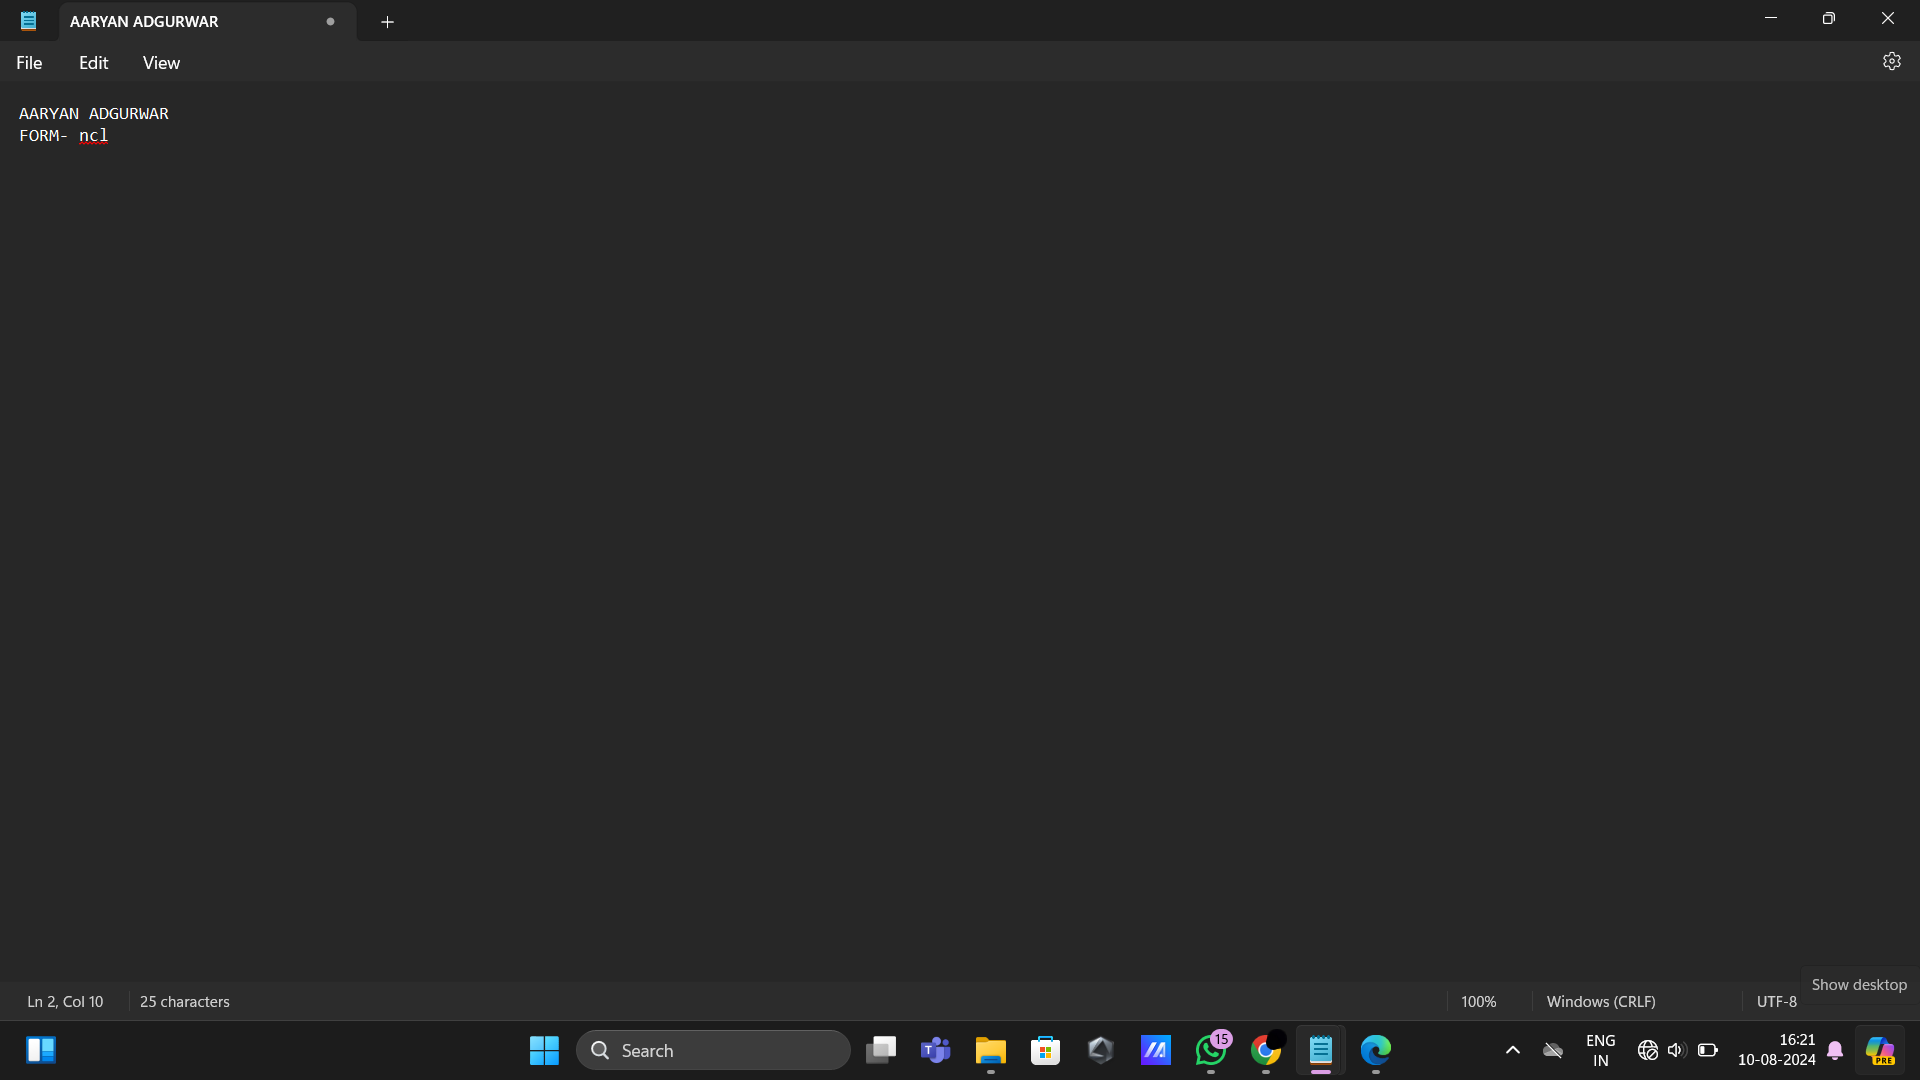 AARYAN ADGURWAR
File Edit View
AARYAN ADGURWAR
FORM- ncl
Show desktop
Ln 2, Col 10 25 characters 100% Windows (CRLF) UTF-8
Search
T
15
ENG
IN
16:21
10-08-2024
PRE